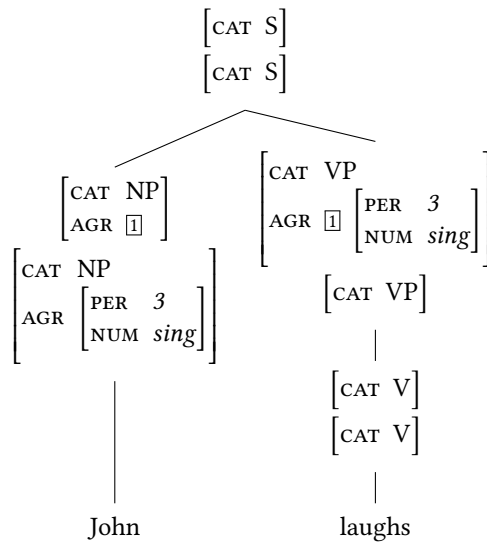 [CAT S]
[CAT S]
[CAT NP
AGR 1]
[CAT NP
AGR [PER 3
NUM sing]]
John
[CAT VP
AGR 1 [PER 3
NUM sing]]
[CAT VP]
[CAT V]
[CAT V]
laughs